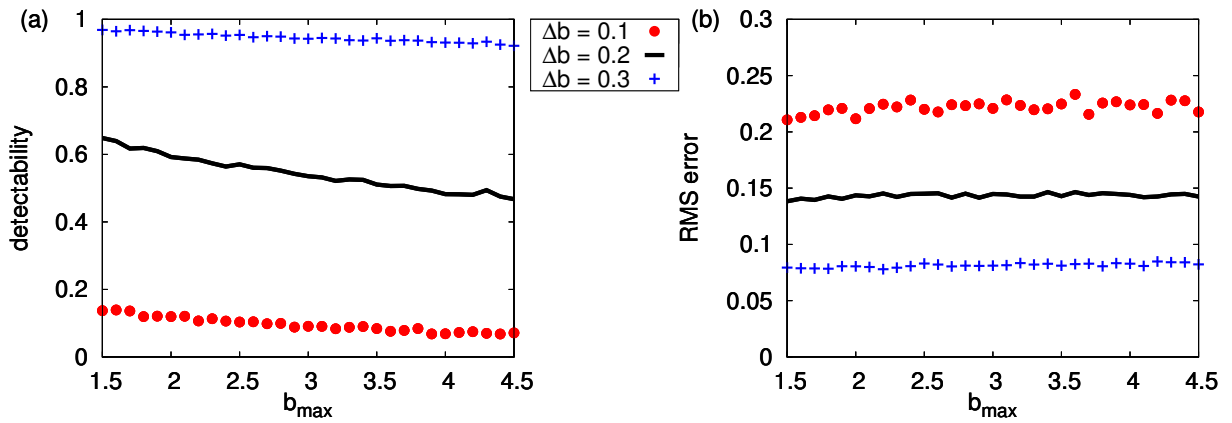 (a)
1
0.8
0.6
0.4
0.2
0
detectability
1.5 2 2.5 3 3.5 4 4.5
b_max
Δb = 0.1
Δb = 0.2
Δb = 0.3
(b)
0.3
0.25
0.2
0.15
0.1
0.05
0
RMS error
1.5 2 2.5 3 3.5 4 4.5
b_max